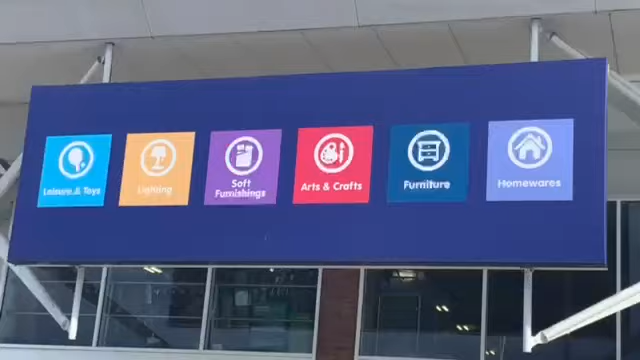 Leisure & Toys
Lighting
Soft
Furnishings
Arts & Crafts
Furniture
Homewares